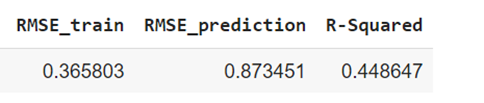 RMSE_train RMSE_prediction R-Squared
0.365803 0.873451 0.448647